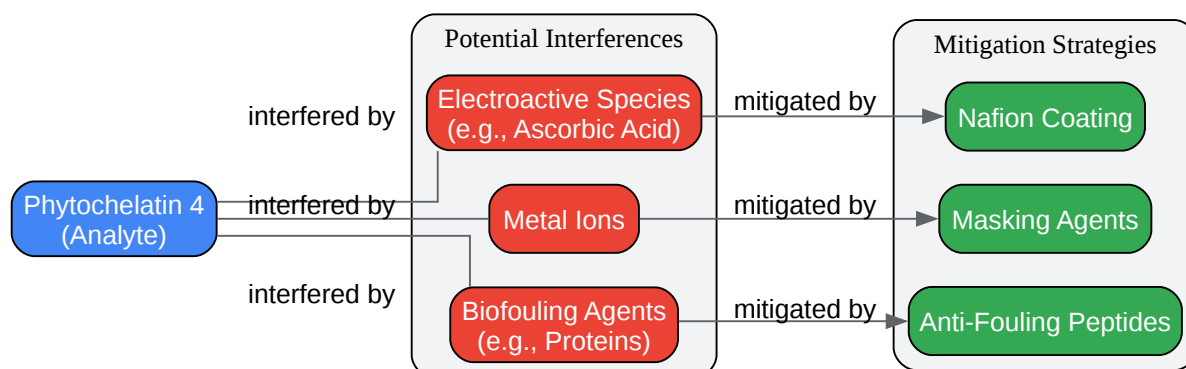 Potential Interferences
Mitigation Strategies
interfered by
Electroactive Species
(e.g., Ascorbic Acid)
mitigated by
Nafion Coating
Phytochelatin 4
(Analyte)
interfered by
Metal Ions
mitigated by
Masking Agents
interfered by
Biofouling Agents
(e.g., Proteins)
mitigated by
Anti-Fouling Peptides